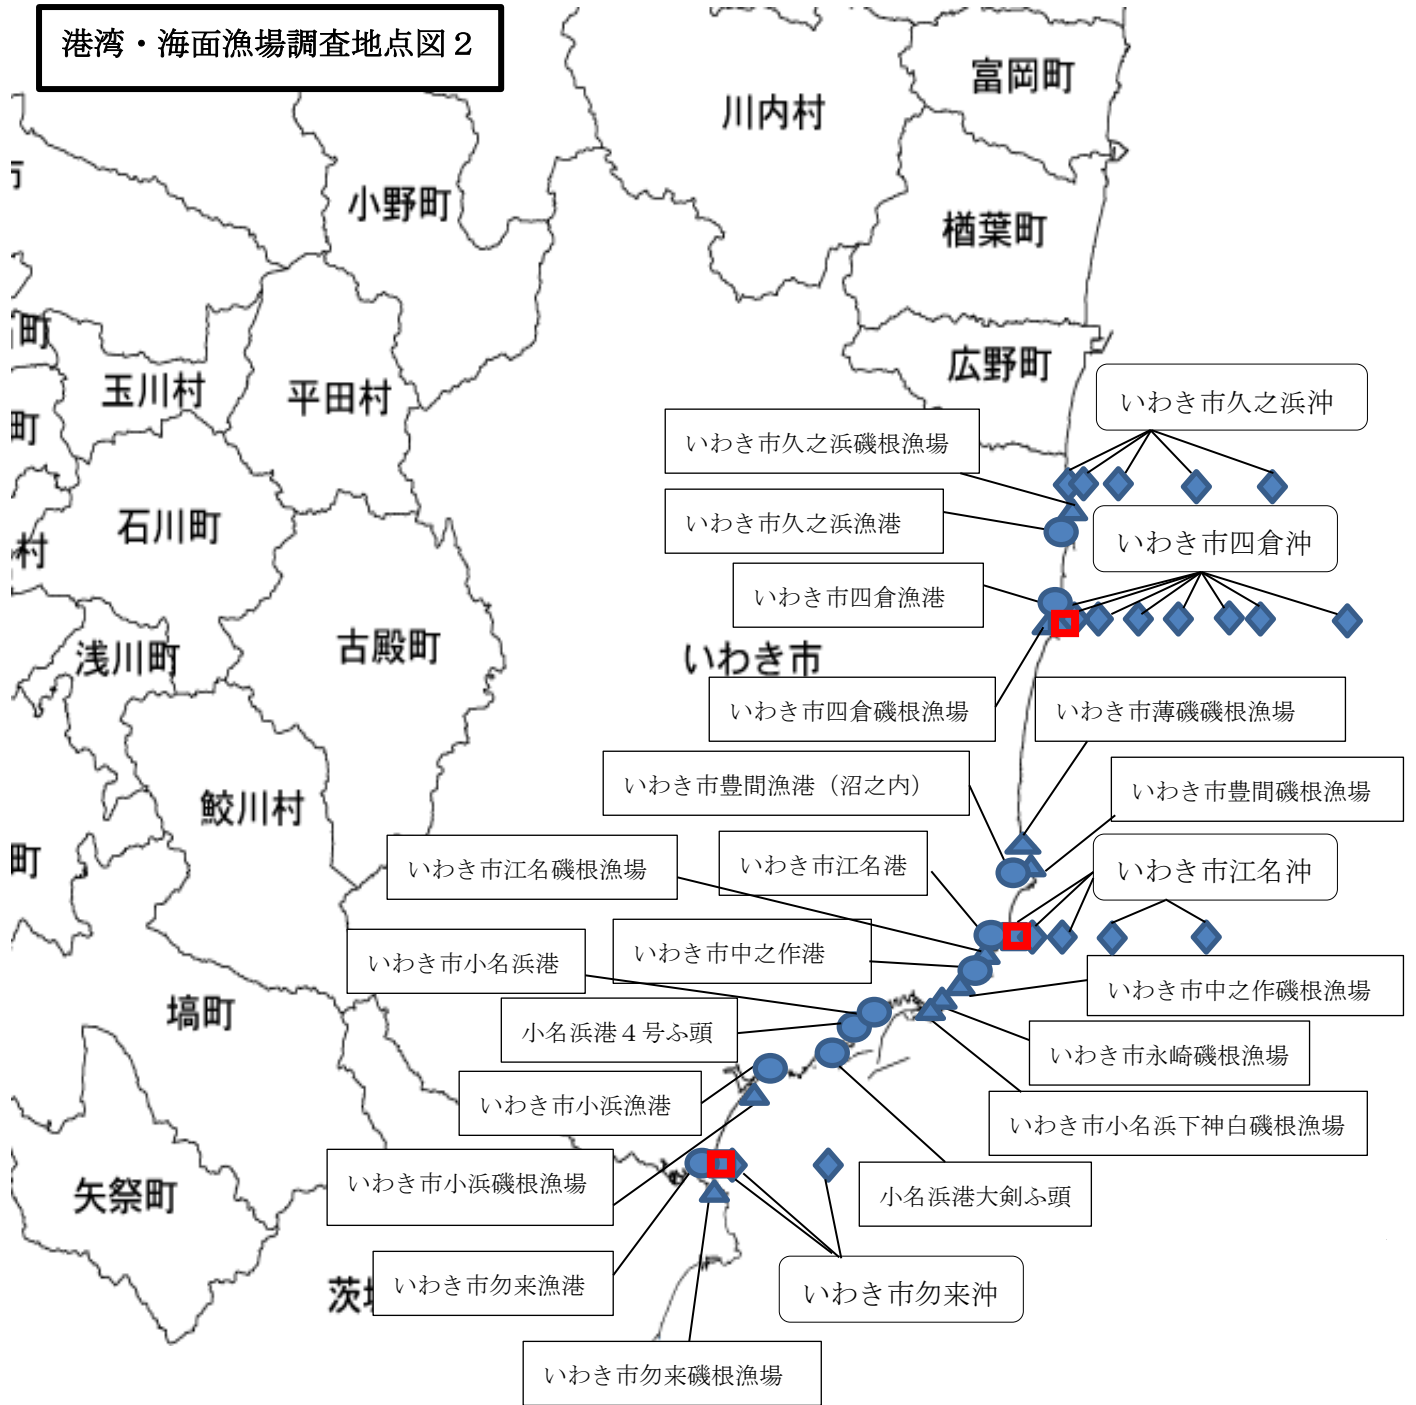 港湾・海面漁場調査地点図２
富岡町
川内村
小野町
楢葉町
町
広野町
玉川村
平田村
いわき市久之浜沖
町
いわき市久之浜磯根漁場
石川町
いわき市久之浜漁港
いわき市四倉沖
村
いわき市四倉漁港
古殿町
浅川町
いわき市
いわき市四倉磯根漁場
いわき市薄磯磯根漁場
いわき市豊間漁港（沼之内）
いわき市豊間磯根漁場
鮫川村
町
いわき市江名磯根漁場
いわき市江名港
いわき市江名沖
いわき市中之作港
いわき市小名浜港
いわき市中之作磯根漁場
塙町
小名浜港４号ふ頭
いわき市永崎磯根漁場
いわき市小浜漁港
いわき市小名浜下神白磯根漁場
いわき市小浜磯根漁場
矢祭町
小名浜港大剣ふ頭
いわき市勿来漁港
いわき市勿来沖
茨
いわき市勿来磯根漁場